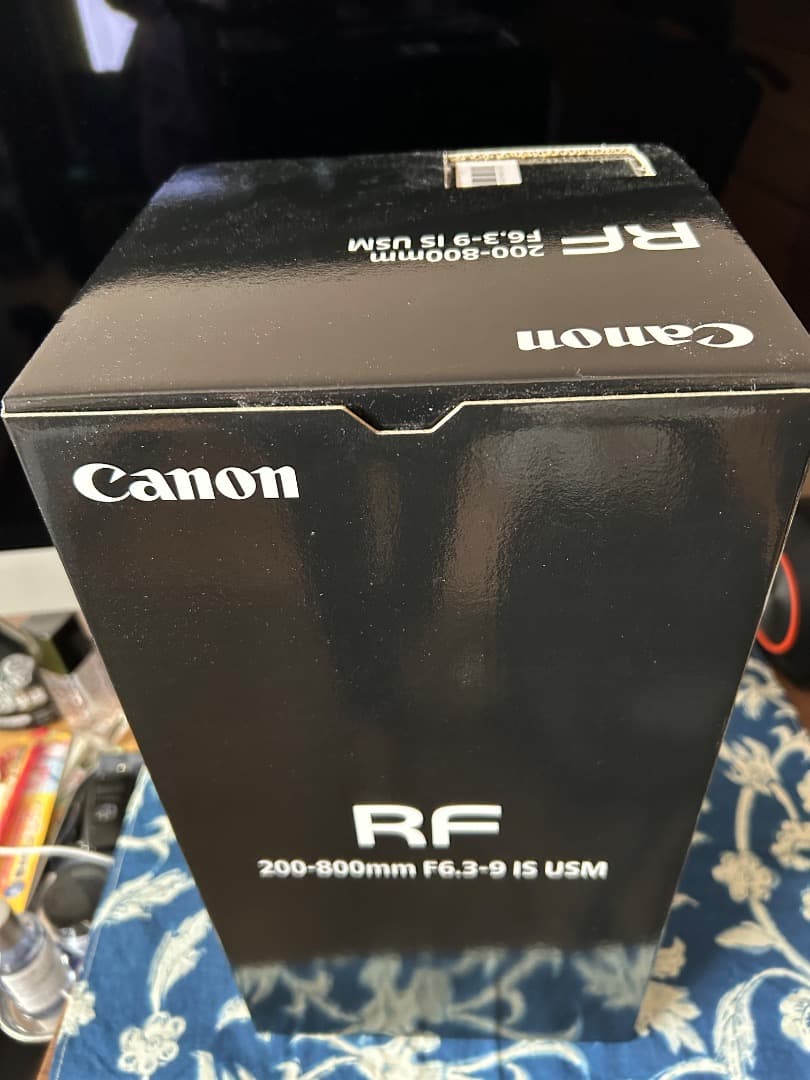 RF
200-800mm
F6.3-9 IS USM
Canon
Canon
RF
200-800mm F6.3-9 IS USM